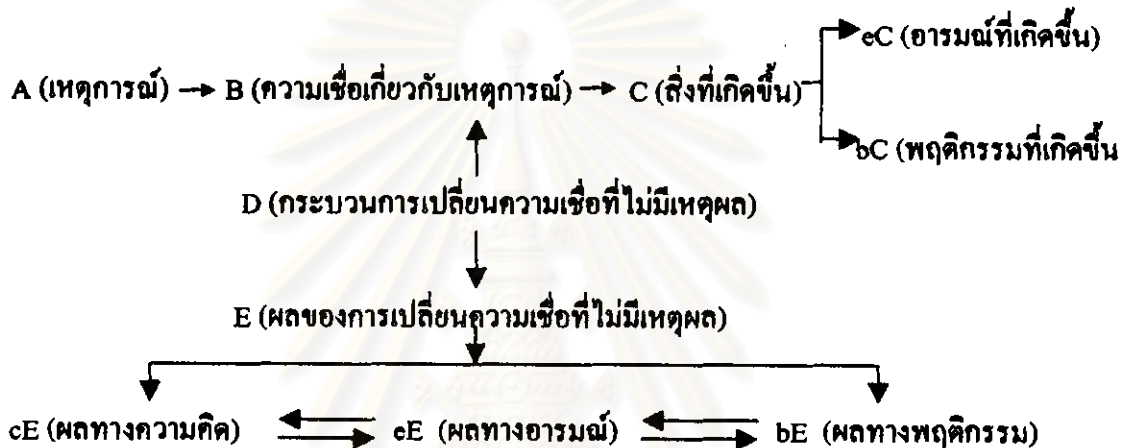 eC (อารมณ์ที่เกิดขึ้น)
A (เหตุการณ์) → B (ความเชื่อเกี่ยวกับเหตุการณ์) → C (สิ่งที่เกิดขึ้น)
bC (พฤติกรรมที่เกิดขึ้น
D (กระบวนการเปลี่ยนความเชื่อที่ไม่มีเหตุผล)
E (ผลของการเปลี่ยนความเชื่อที่ไม่มีเหตุผล)
cE (ผลทางความคิด) eE (ผลทางอารมณ์) bE (ผลทางพฤติกรรม)